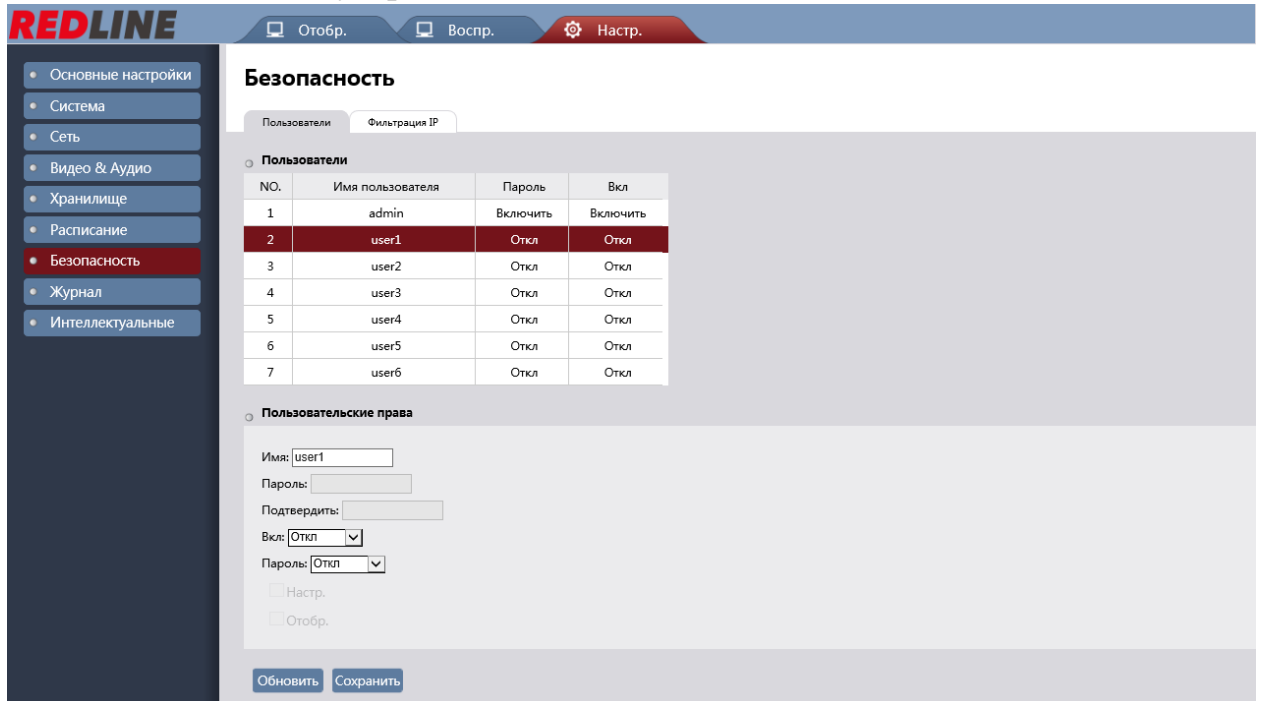 REDLINE
Отобр. Воспр. Настр.
Основные настройки
Система
Сеть
Видео & Аудио
Хранилище
Расписание
Безопасность
Журнал
Интеллектуальные
Безопасность
Пользователи Фильтрация IP
Пользователи
NO. Имя пользователя Пароль Вкл
1 admin Включить Включить
2 user1 Откл Откл
3 user2 Откл Откл
4 user3 Откл Откл
5 user4 Откл Откл
6 user5 Откл Откл
7 user6 Откл Откл
Пользовательские права
Имя: user1
Пароль:
Подтвердить:
Вкл: Откл
Пароль: Откл
Настр.
Отобр.
Обновить Сохранить